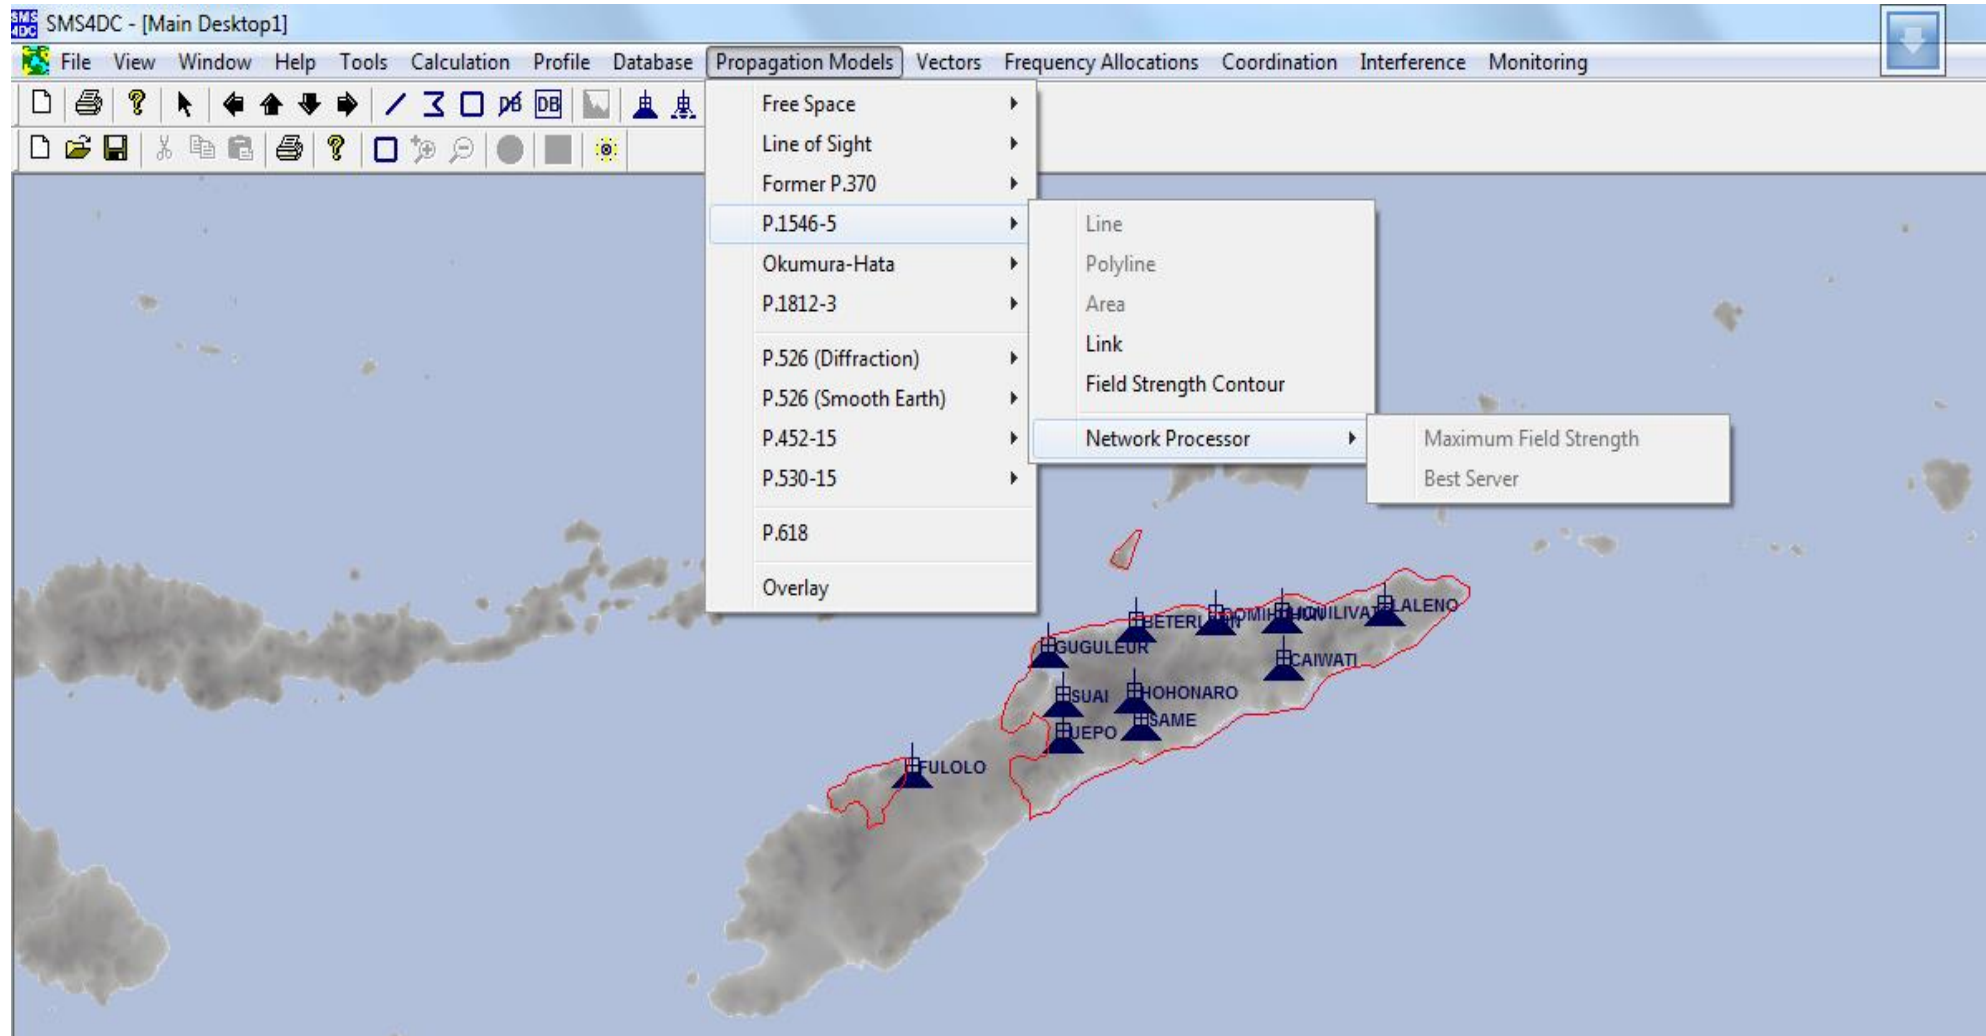 SMS4DC SMS4DC - [Main Desktop1]
File View Window Help Tools Calculation Profile Database Propagation Models Vectors Frequency Allocations Coordination Interference Monitoring
DB DB
Free Space
Line of Sight
Former P.370
P.1546-5
Okumura-Hata
P.1812-3
P.526 (Diffraction)
P.526 (Smooth Earth)
P.452-15
P.530-15
P.618
Overlay
Line
Polyline
Area
Link
Field Strength Contour
Network Processor
Maximum Field Strength
Best Server
LALENO
GUGULEUR
CAIWATI
SUAI
HOHONARO
SAME
FULOLO